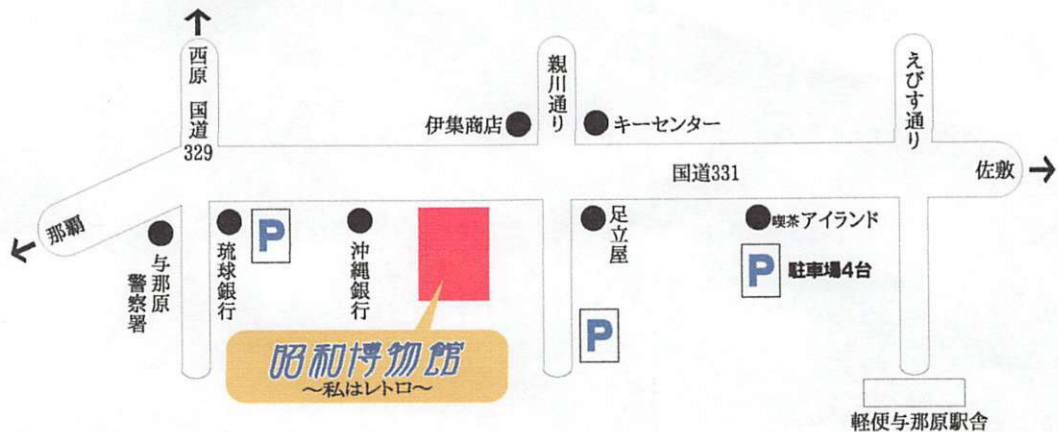 西原 国道
329
親川通り
えびす通り
伊集商店
キーセンター
国道331
佐敷
那覇
与那原
警察署
琉球銀行
P
沖縄銀行
足立屋
喫茶アイランド
P
駐車場4台
P
昭和博物館
～私はレトロ～
軽便与那原駅舎